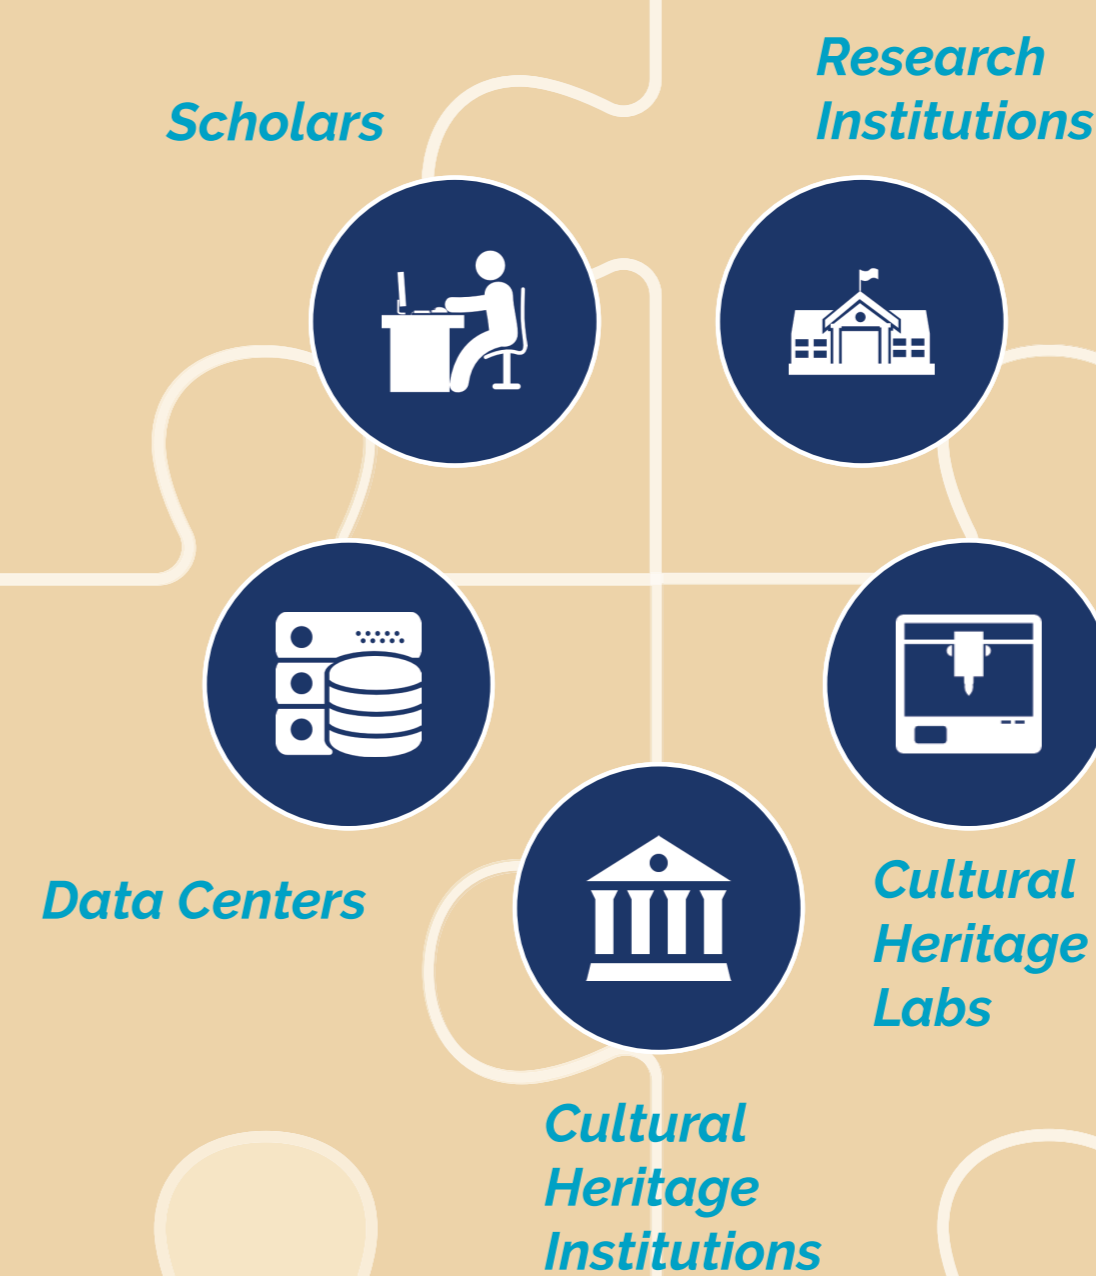 Scholars
Research
Institutions
Data Centers
Cultural
Heritage
Labs
Cultural
Heritage
Institutions